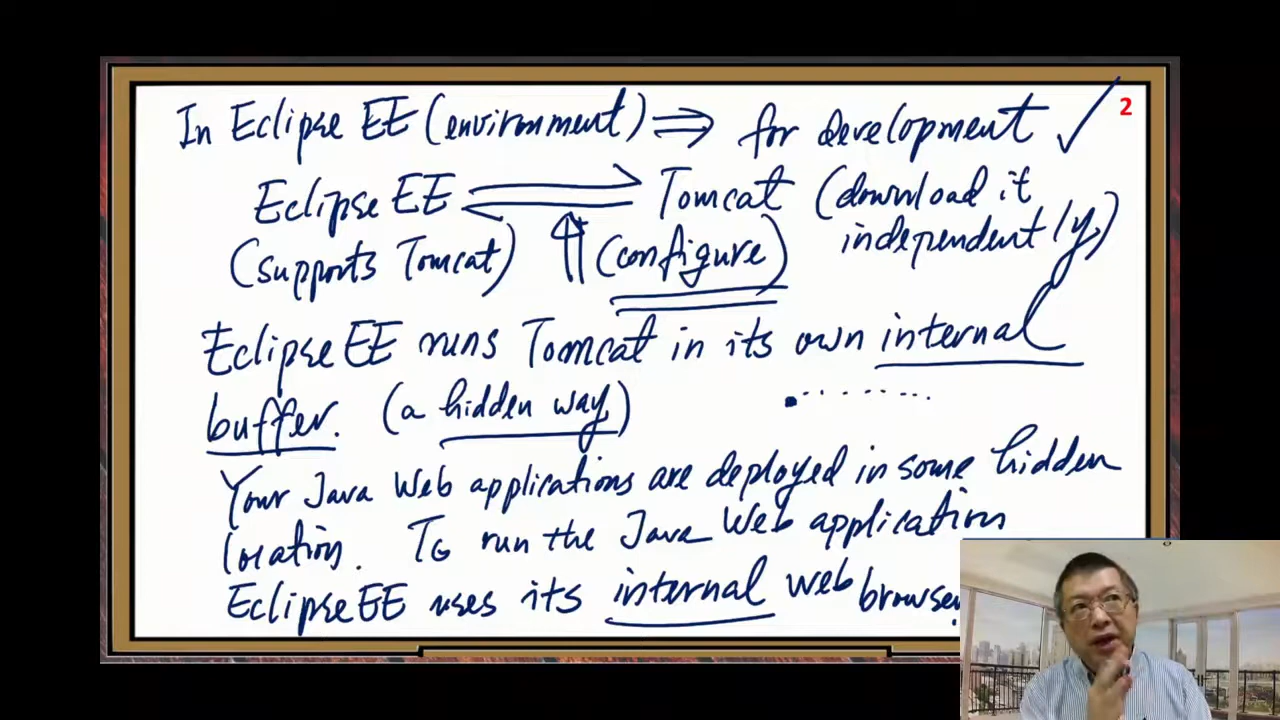 In Eclipse EE (environment) ⇒ for development ✓ 2
Eclipse EE ⇌ Tomcat (download it
(supports Tomcat) ⇑ (configure) independently)
Eclipse EE runs Tomcat in its own internal
buffer. (a hidden way)
Your Java Web applications are deployed in some hidden
location. To run the Java Web application
Eclipse EE uses its internal web browser